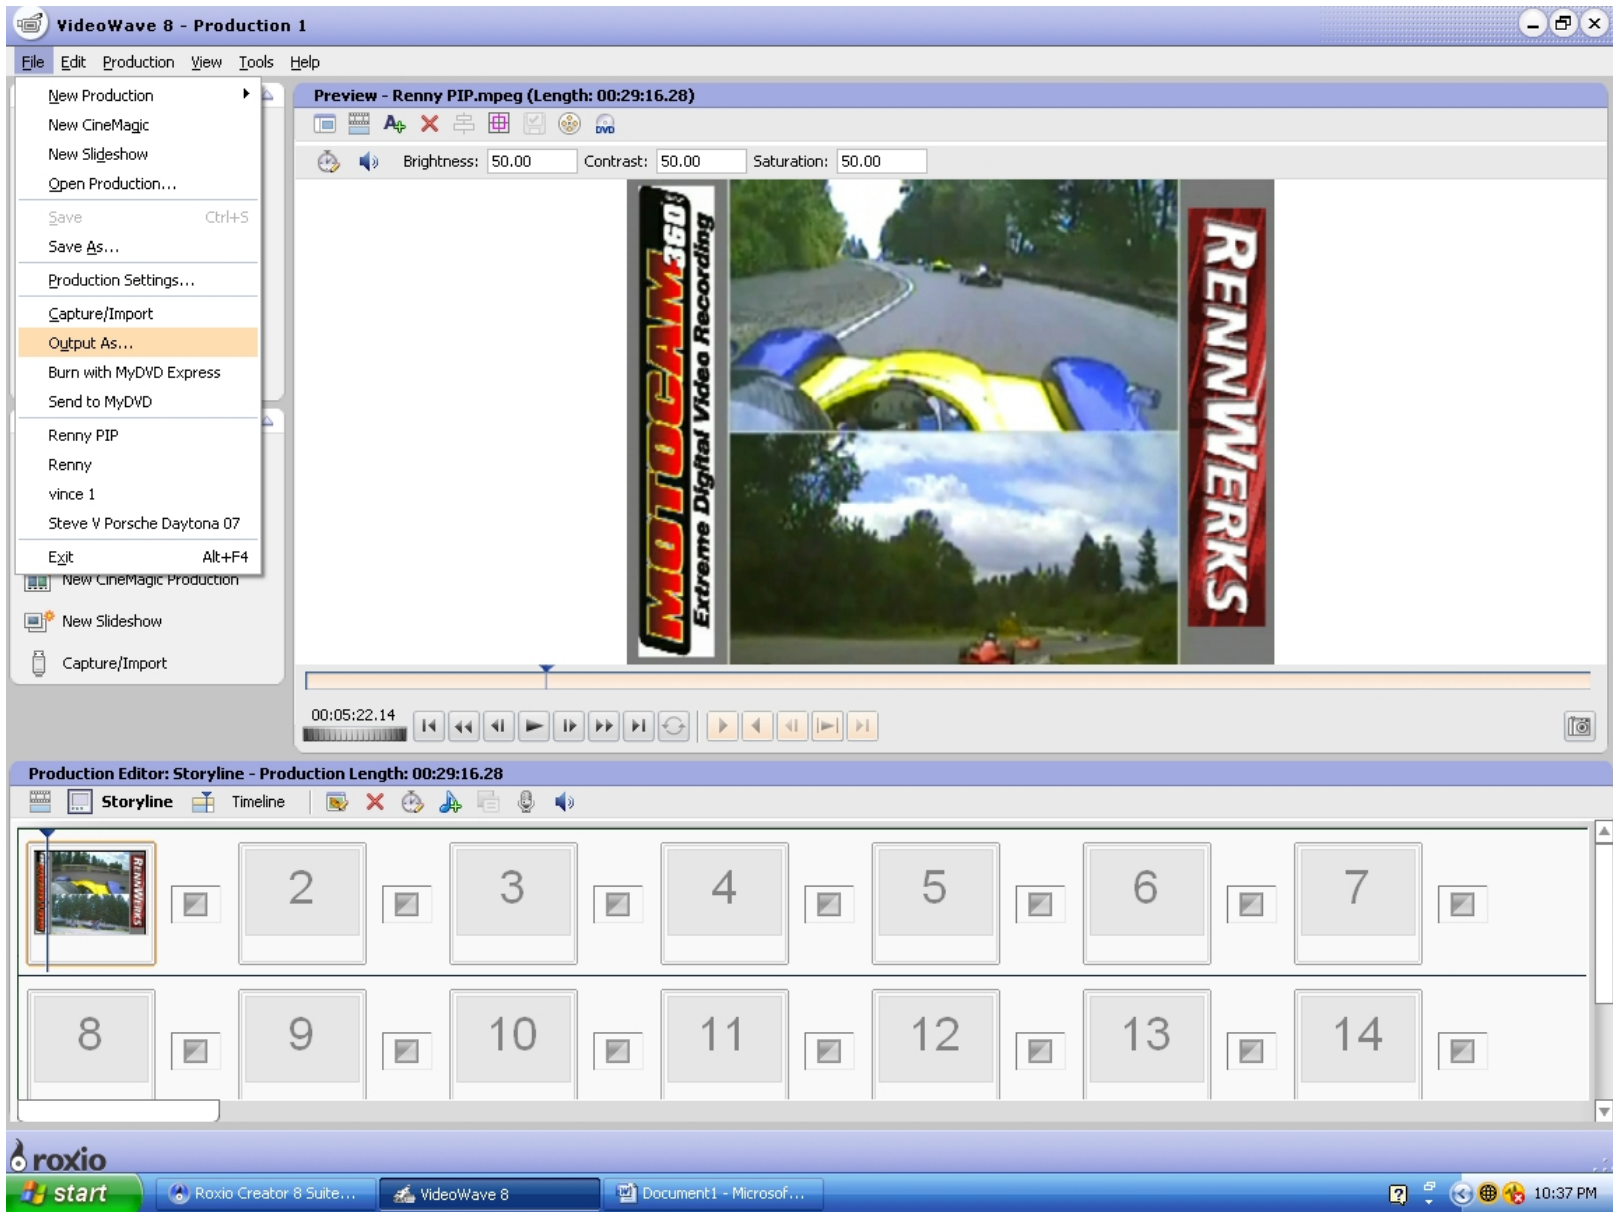 VideoWave 8 - Production 1
File Edit Production View Tools Help
New Production
New CineMagic
New Slideshow
Open Production...
Save Ctrl+S
Save As...
Production Settings...
Capture/Import
Output As...
Burn with MyDVD Express
Send to MyDVD
Renny PIP
Renny
vince 1
Steve V Porsche Daytona 07
Exit Alt+F4
New CineMagic Production
New Slideshow
Capture/Import
Preview - Renny PIP.mpeg (Length: 00:29:16.28)
DVD
Brightness: 50.00 Contrast: 50.00 Saturation: 50.00
MOTOCAM 360
Extreme Digital Video Recording
RENNWERKS
00:05:22.14
Production Editor: Storyline - Production Length: 00:29:16.28
Storyline Timeline
RENNWERKS
2 3 4 5 6 7
8 9 10 11 12 13 14
roxio
start Roxio Creator 8 Suite... VideoWave 8 Document1 - Microsof... 10:37 PM